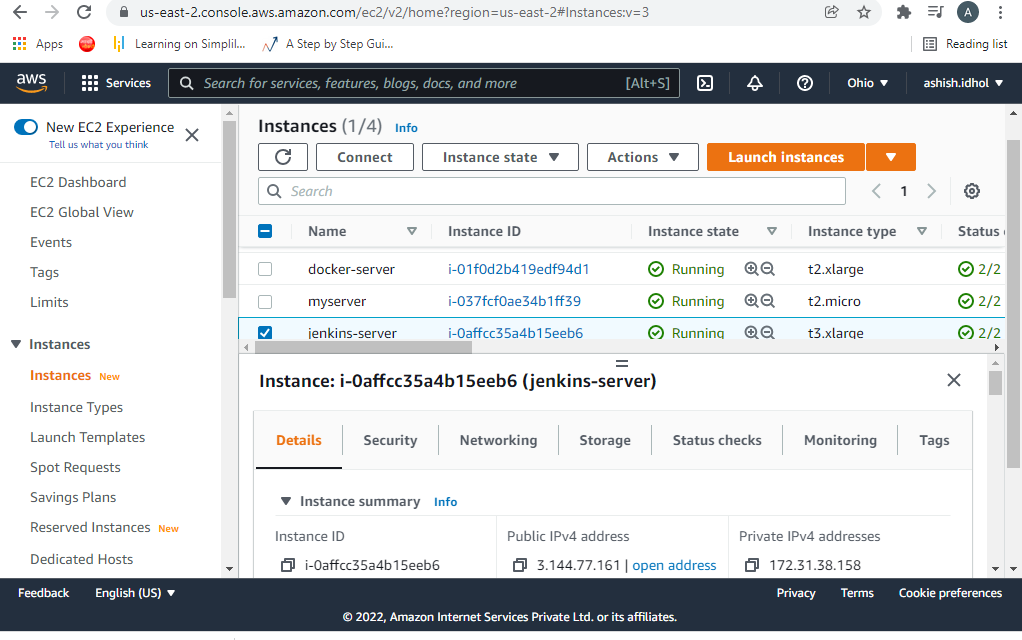 us-east-2.console.aws.amazon.com/ec2/v2/home?region=us-east-2#Instances:v=3
A
Apps
Learning on Simplil...
A Step by Step Gui...
Reading list
aws
Services
Search for services, features, blogs, docs, and more
[Alt+S]
Ohio
ashish.idhol
New EC2 Experience
Tell us what you think
EC2 Dashboard
EC2 Global View
Events
Tags
Limits
Instances
Instances New
Instance Types
Launch Templates
Spot Requests
Savings Plans
Reserved Instances New
Dedicated Hosts
Instances (1/4) Info
Connect
Instance state
Actions
Launch instances
Search
1
Name Instance ID Instance state Instance type Status
docker-server i-01f0d2b419edf94d1 Running t2.xlarge 2/2
myserver i-037fcf0ae34b1ff39 Running t2.micro 2/2
jenkins-server i-0affcc35a4b15eeb6 Running t3.xlarge 2/2
Instance: i-0affcc35a4b15eeb6 (jenkins-server)
Details Security Networking Storage Status checks Monitoring Tags
Instance summary Info
Instance ID Public IPv4 address Private IPv4 addresses
i-0affcc35a4b15eeb6 3.144.77.161 | open address 172.31.38.158
Feedback English (US) Privacy Terms Cookie preferences
© 2022, Amazon Internet Services Private Ltd. or its affiliates.